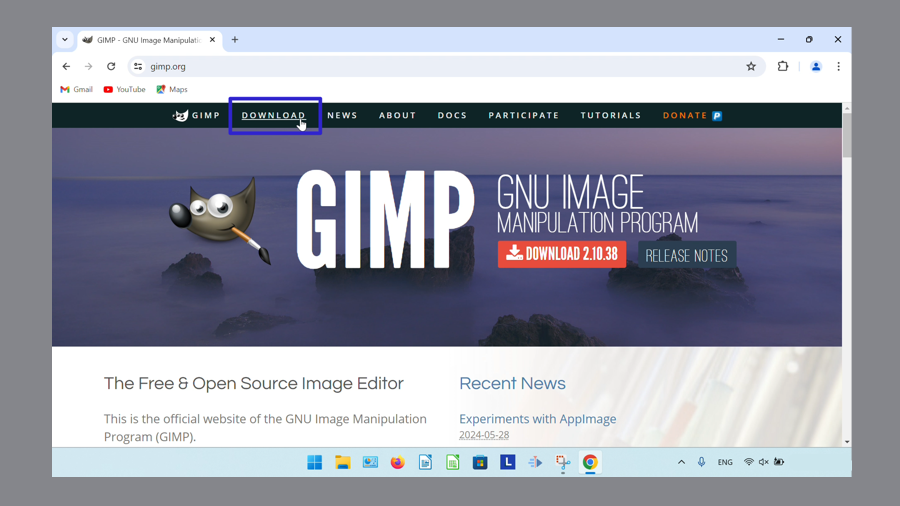 GIMP - GNU Image Manipulatio
gimp.org
Gmail YouTube Maps
GIMP DOWNLOAD NEWS ABOUT DOCS PARTICIPATE TUTORIALS DONATE
GIMP
GNU IMAGE
MANIPULATION PROGRAM
DOWNLOAD 2.10.38 RELEASE NOTES
The Free & Open Source Image Editor
This is the official website of the GNU Image Manipulation
Program (GIMP).
Recent News
Experiments with AppImage
2024-05-28
L
ENG